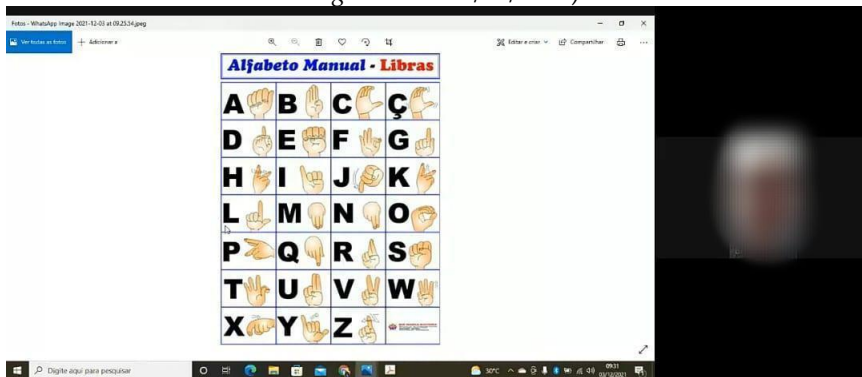 Fotos - WhatsApp Image 2021-12-03 at 09.23.34.jpeg
Ver todas as fotos
Adicionar a
Editar e criar
Compartilhar
Alfabeto Manual - Libras
A B C Ç
D E F G
H I J K
L M N O
P Q R S
T U V W
X Y Z
Digite aqui para pesquisar
30°C
09:31
03/12/2021